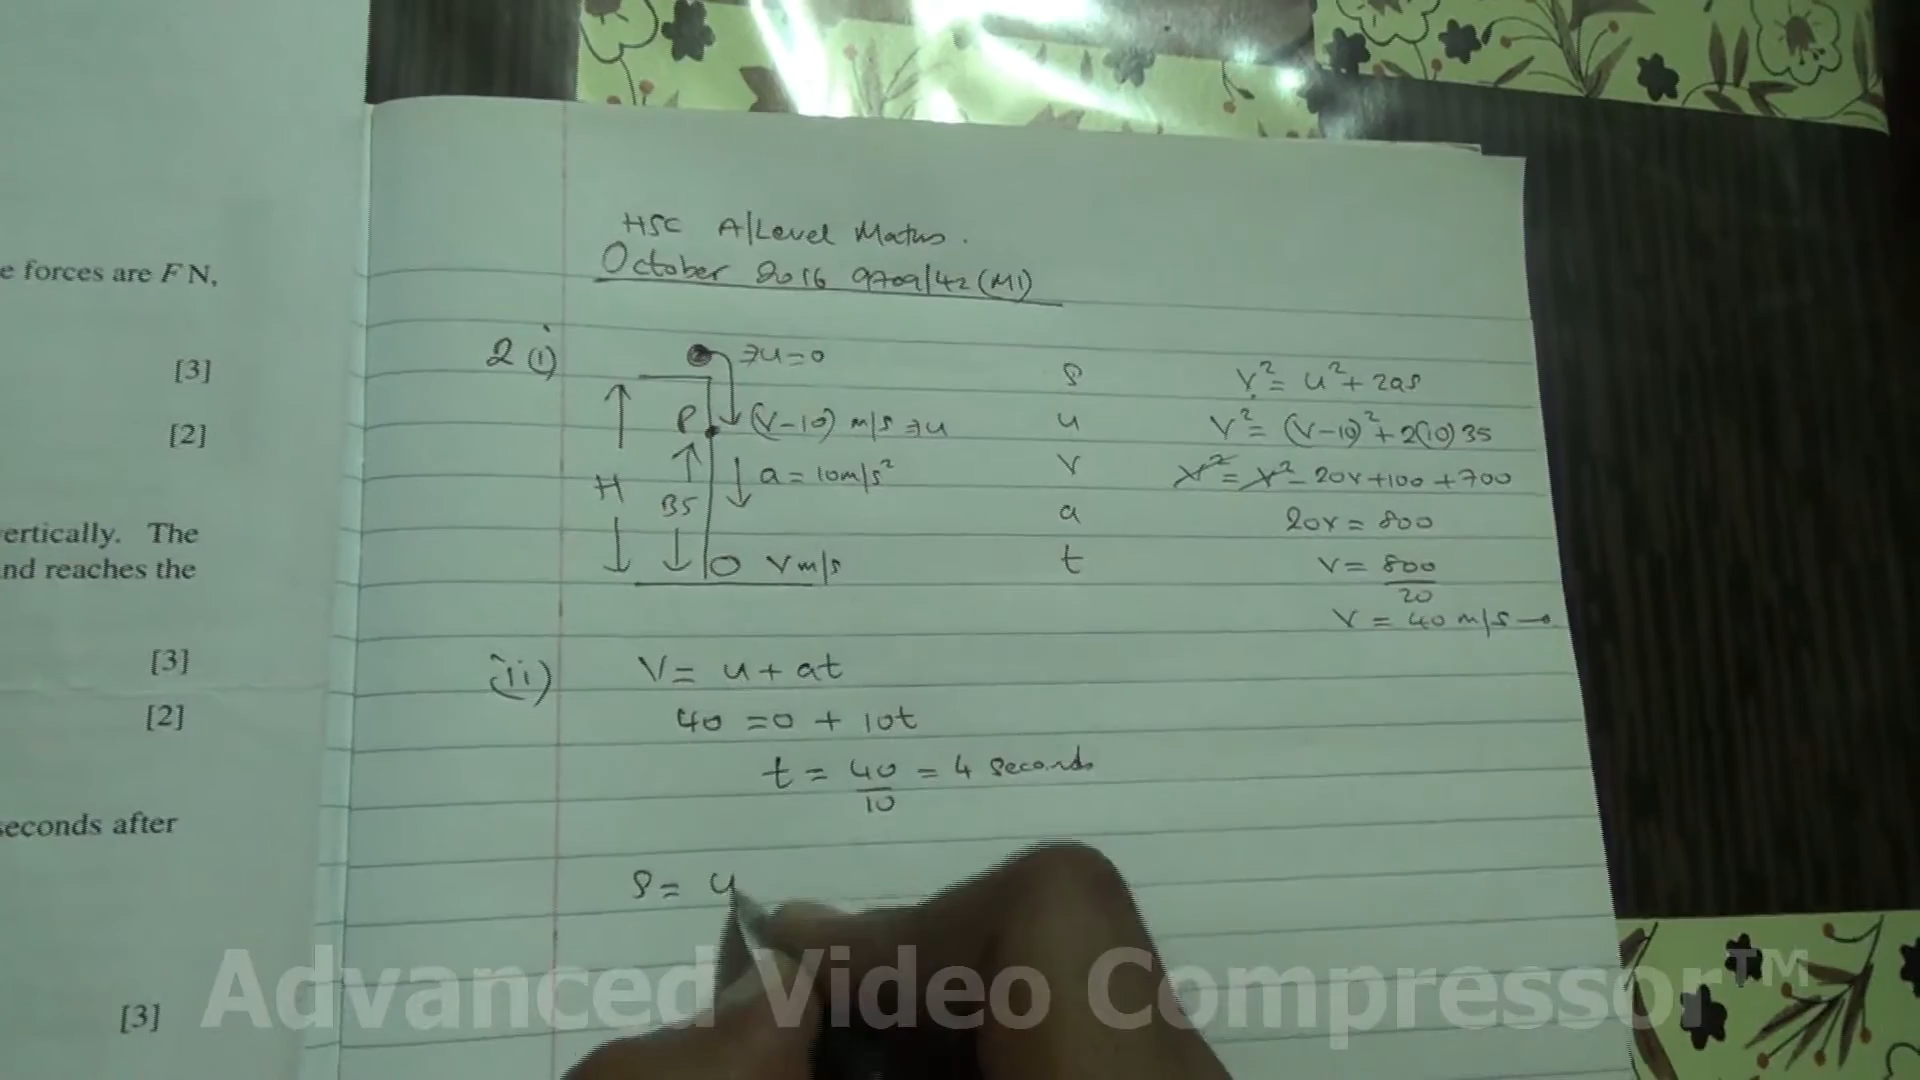 e forces are F N,
[3]
[2]
ertically. The
nd reaches the
[3]
[2]
seconds after
[3]
HSC A/Level Maths.
October 2016 9709/42 (M1)
2 (i)
⇒u=0
P (V-10) m/s ⇒u
a = 10m/s²
H 35
O V m/s
s
u
v
a
t
V² = u² + 2as
V² = (V-10)² + 2(10)35
V² = V² - 20V + 100 + 700
20V = 800
V = 800/20
V = 40 m/s
(ii) V = u + at
40 = 0 + 10t
t = 40/10 = 4 seconds
s = u
Advanced Video Compressor™